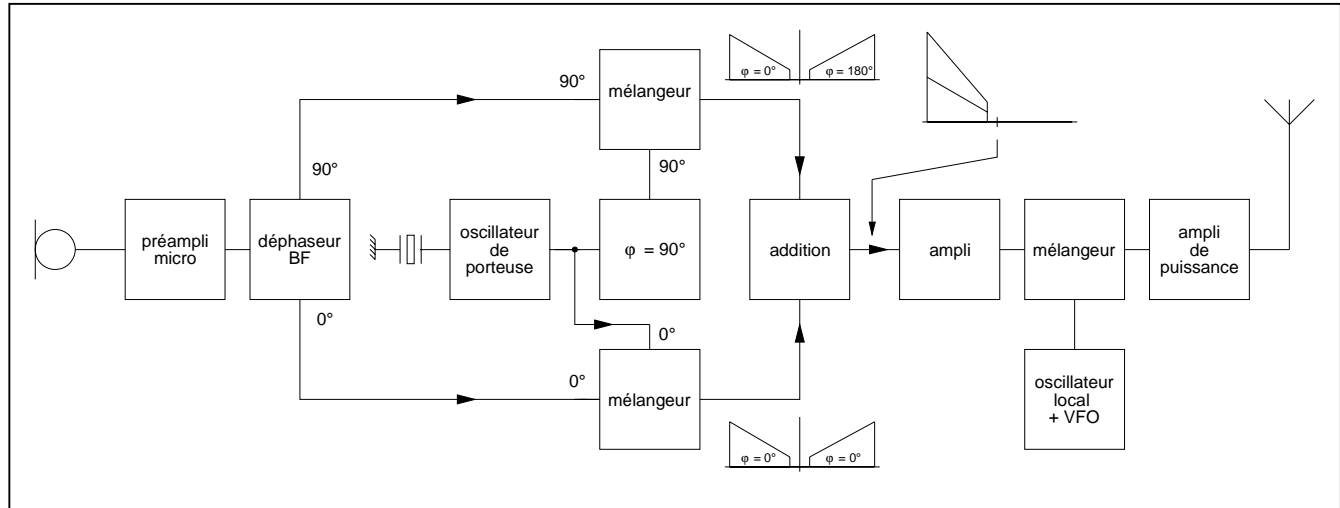 φ = 0°
φ = 180°
90°
mélangeur
90°
90°
préampli
micro
déphaseur
BF
oscillateur
de
porteuse
φ = 90°
addition
ampli
mélangeur
ampli
de
puissance
0°
0°
0°
mélangeur
oscillateur
local
+ VFO
φ = 0°
φ = 0°